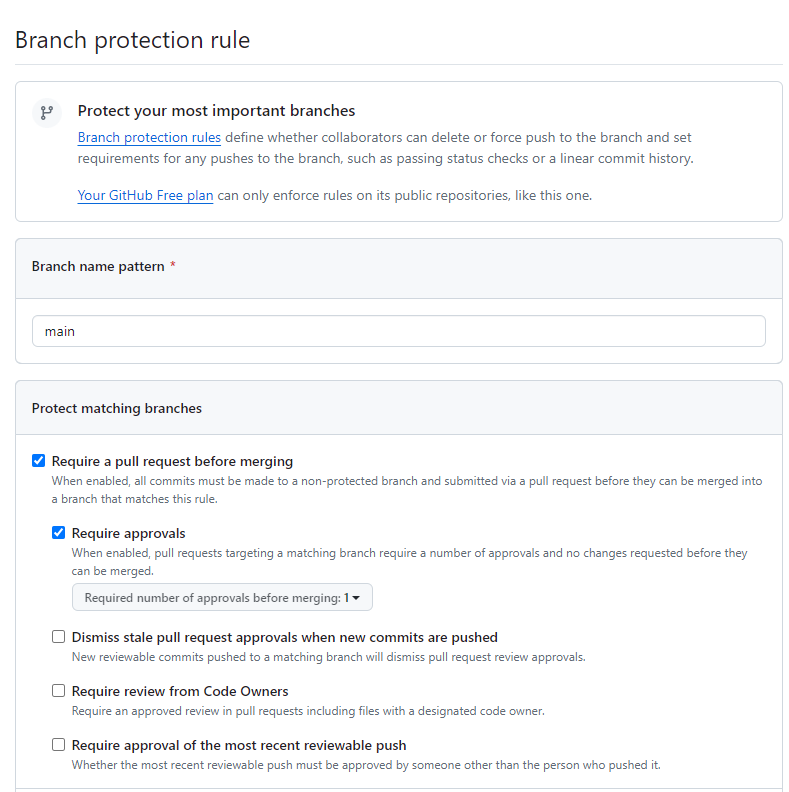 Branch protection rule
Protect your most important branches
Branch protection rules define whether collaborators can delete or force push to the branch and set
requirements for any pushes to the branch, such as passing status checks or a linear commit history.
Your GitHub Free plan can only enforce rules on its public repositories, like this one.
Branch name pattern *
main
Protect matching branches
Require a pull request before merging
When enabled, all commits must be made to a non-protected branch and submitted via a pull request before they can be merged into
a branch that matches this rule.
Require approvals
When enabled, pull requests targeting a matching branch require a number of approvals and no changes requested before they
can be merged.
Required number of approvals before merging: 1
Dismiss stale pull request approvals when new commits are pushed
New reviewable commits pushed to a matching branch will dismiss pull request review approvals.
Require review from Code Owners
Require an approved review in pull requests including files with a designated code owner.
Require approval of the most recent reviewable push
Whether the most recent reviewable push must be approved by someone other than the person who pushed it.